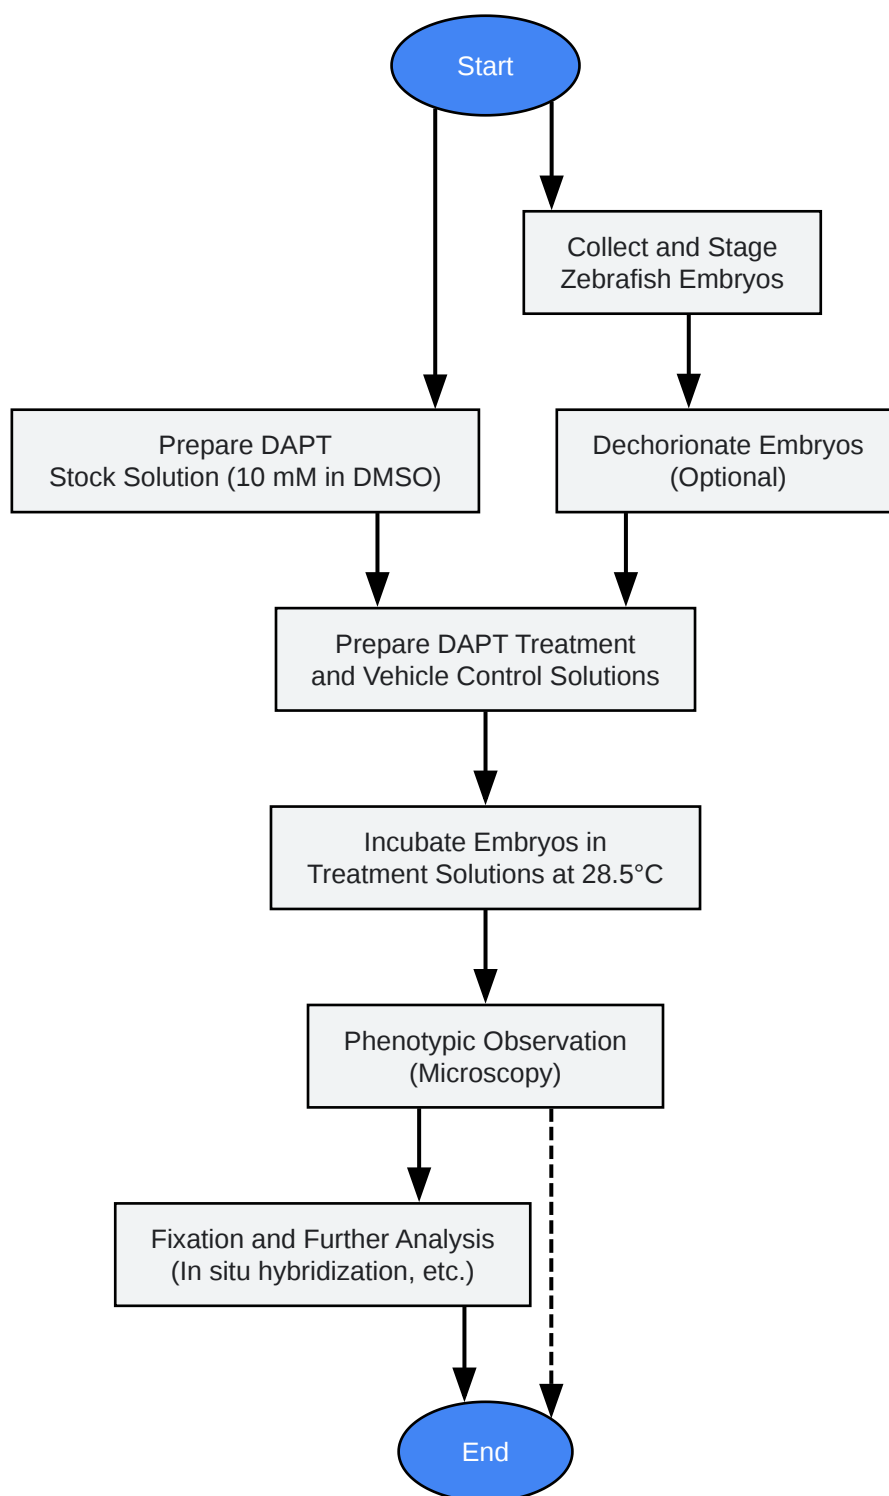 Start
Collect and Stage
Zebrafish Embryos
Prepare DAPT
Stock Solution (10 mM in DMSO)
Dechorionate Embryos
(Optional)
Prepare DAPT Treatment
and Vehicle Control Solutions
Incubate Embryos in
Treatment Solutions at 28.5°C
Phenotypic Observation
(Microscopy)
Fixation and Further Analysis
(In situ hybridization, etc.)
End